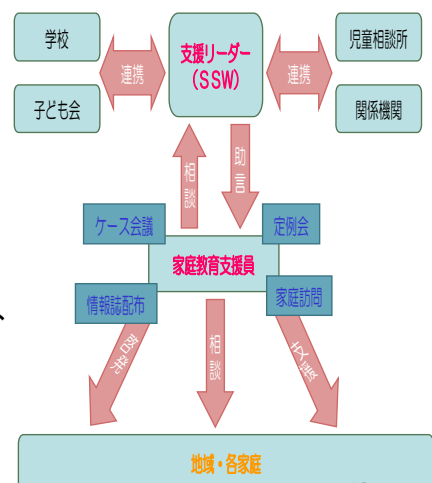 学校
支援リーダー
（SSW）
児童相談所
連携
連携
子ども会
関係機関
相談
助言
ケース会議
定例会
家庭教育支援員
情報誌配布
家庭訪問
、
啓発
相談
支援
地域・各家庭